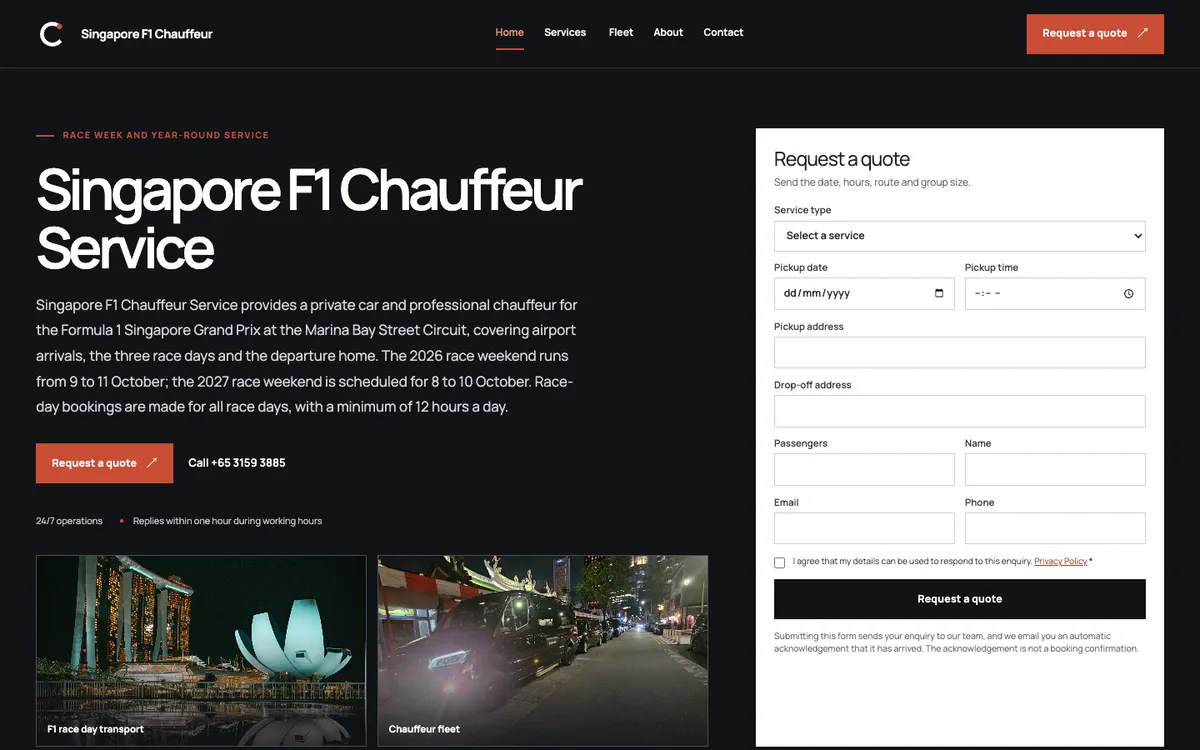 Singapore F1 Chauffeur
Home
Services
Fleet
About
Contact
Request a quote
RACE WEEK AND YEAR-ROUND SERVICE
Singapore F1 Chauffeur
Service
Singapore F1 Chauffeur Service provides a private car and professional chauffeur for
the Formula 1 Singapore Grand Prix at the Marina Bay Street Circuit, covering airport
arrivals, the three race days and the departure home. The 2026 race weekend runs
from 9 to 11 October; the 2027 race weekend is scheduled for 8 to 10 October. Race-
day bookings are made for all race days, with a minimum of 12 hours a day.
Request a quote
Call +65 3159 3885
24/7 operations
Replies within one hour during working hours
F1 race day transport
Chauffeur fleet
Request a quote
Send the date, hours, route and group size.
Service type
Select a service
Pickup date
Pickup time
dd/mm/yyyy
--:-- --
Pickup address
Drop-off address
Passengers
Name
Email
Phone
I agree that my details can be used to respond to this enquiry. Privacy Policy *
Request a quote
Submitting this form sends your enquiry to our team, and we email you an automatic
acknowledgement that it has arrived. The acknowledgement is not a booking confirmation.